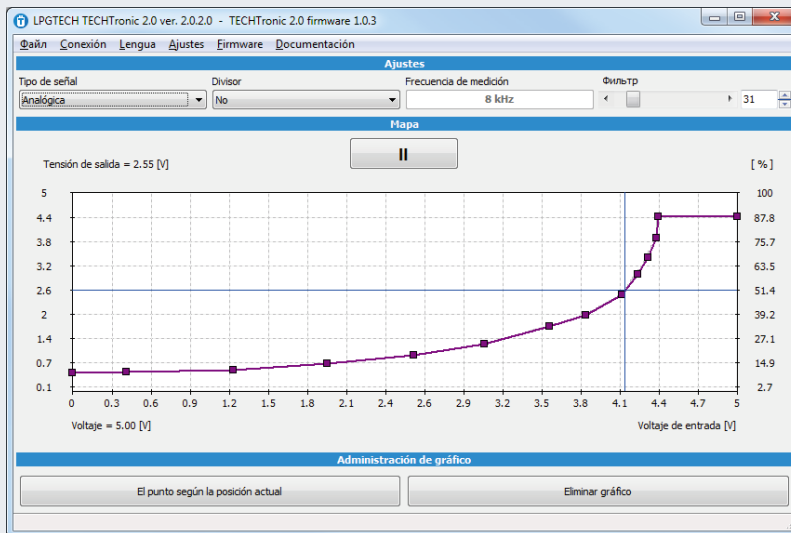 LPGTECH TECHTronic 2.0 ver. 2.0.2.0 - TECHTronic 2.0 firmware 1.0.3
Файл Conexión Lengua Ajustes Firmware Documentación
Ajustes
Tipo de señal Divisor Frecuencia de medición Фильтр
Analógica No 8 kHz 31
Mapa
Tensión de salida = 2.55 [V] [ % ]
5 100
4.4 87.8
3.8 75.7
3.2 63.5
2.6 51.4
2 39.2
1.4 27.1
0.7 14.9
0.1 2.7
0 0.3 0.6 0.9 1.2 1.5 1.8 2.1 2.4 2.6 2.9 3.2 3.5 3.8 4.1 4.4 4.7 5
Voltaje = 5.00 [V] Voltaje de entrada [V]
Administración de gráfico
El punto según la posición actual Eliminar gráfico